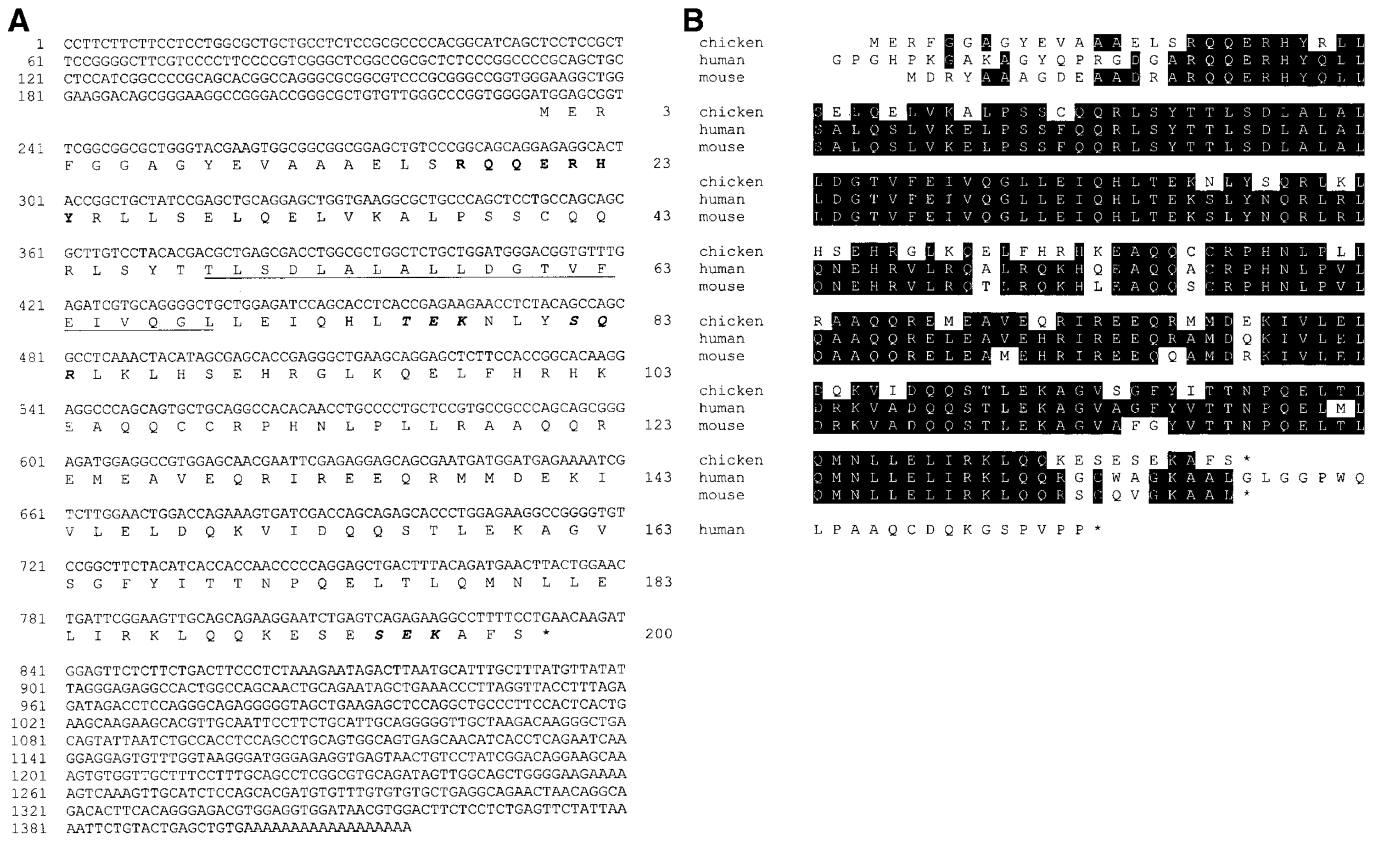 A
1 CCTTCTTCTTCCTCCTGGCGCTGCTGCCTCTCCGCGCCCCACGGCATCAGCTCCTCCGCT
61 TCCGGGGCTTCGTCCCCTTCCCCGTCGGGCTCGGCCGCGCTCTCCCGGCCCCGCAGCTGC
121 CTCCATCGGCCCCGCAGCACGGCCAGGGCGCGGCGTCCCGCGGCCGGTGGGAAGCTGG
181 GAAGGACAGCGGGAAGGCCGGGACCGGGCGCTGTGTTGGGCCCGGTGGGGATGGAGCGGT
M E R 3
241 TCGGCGGCGCTGGGTACGAAGTGGCGGCGGCGGAGCTGTCCCGGCAGCAGGAGAGGCACT
F G G A G Y E V A A A E L S R Q Q E R H 23
301 ACCGGCTGCTATCCGAGCTGCAGGAGCTGGTGAAGGCGCTGCCCAGCTCCTGCCAGCAGC
Y R L L S E L Q E L V K A L P S S C Q Q 43
361 GCTTGTCCTACACGACGCTGAGCGACCTGGCGCTGGCTCTGCTGGATGGGACGGTGTTTG
R L S Y T T L S D L A L A L L D G T V F 63
421 AGATCGTGCAGGGGCTGCTGGAGATCCAGCACCTCACCGAGAAGAACCTCTACAGCCAGC
E I V Q G L L E I Q H L T E K N L Y S Q 83
481 GCCTCAAACTACATAGCGAGCACCGAGGGCTGAAGCAGGAGCTCTTCCACCGGCACAAGG
R L K L H S E H R G L K Q E L F H R H K 103
541 AGGCCCAGCAGTGCTGCAGGCCACACAACCTGCCCCTGCTCCGTGCCGCCCAGCAGCGGG
E A Q Q C C R P H N L P L L R A A Q Q R 123
601 AGATGGAGGCCGTGGAGCAACGAATTCGAGAGGAGCAGCGAATGATGGATGAGAAAATCG
E M E A V E Q R I R E E Q R M M D E K I 143
661 TCTTGGAACTGGACCAGAAAGTGATCGACCAGCAGAGCACCCTGGAGAAGGCCGGGGTGT
V L E L D Q K V I D Q Q S T L E K A G V 163
721 CCGGCTTCTACATCACCACCAACCCCCAGGAGCTGACTTTACAGATGAACTTACTGGAAC
S G F Y I T T N P Q E L T L Q M N L L E 183
781 TGATTCGGAAGTTGCAGCAGAAGGAATCTGAGTCAGAGAAGGCCTTTTCCTGAACAAGAT
L I R K L Q Q K E S E S E K A F S * 200
841 GGAGTTCTCTTCTGACTTCCCTCTAAAGAATAGACTTAATGCATTTGCTTTATGTTATAT
901 TAGGGAGAGGCCACTGGCCAGCAACTGCAGAATAGCTGAAACCCTTAGGTTACCTTTAGA
961 GATAGACCTCCAGGGCAGAGGGGGTAGCTGAAGAGCTCCAGGCTGCCCTTCCACTCACTG
1021 AAGCAAGAAGCACGTTGCAATTCCTTCTGCATTGCAGGGGGTTGCTAAGACAAGGGCTGA
1081 CAGTATTAATCTGCCACCTCCAGCCTGCAGTGGCAGTGAGCAACATCACCTCAGAATCAA
1141 GGAGGAGTGTTTGGTAAGGGATGGGAGAGGTGAGTAACTGTCCTATCGGACAGGAAGCAA
1201 AGTGTGGTTGCTTTCCTTTGCAGCCTCGGCGTGCAGATAGTTGGCAGCTGGGGAAGAAAA
1261 AGTCAAAGTTGCATCTCCAGCACGATGTGTTTGTGTGTGCTGAGGCAGAACTAACAGGCA
1321 GACACTTCACAGGGAGACGTGGAGGTGGATAACGTGGACTTCTCCTCTGAGTTCTATTAA
1381 AATTCTGTACTGAGCTGTGAAAAAAAAAAAAAAAAAA
B
chicken M E R F G G A G Y E V A A A E L S R Q Q E R H Y R L L
human G P G H P K G A K A G Y Q P R G D G A R Q Q E R H Y Q L L
mouse M D R Y A A A G D E A A D R A R Q Q E R H Y Q L L
chicken S E L Q E L V K A L P S S C Q Q R L S Y T T L S D L A L A L
human S A L Q S L V K E L P S S F Q Q R L S Y T T L S D L A L A L
mouse S A L Q S L V K E L P S S F Q Q R L S Y T T L S D L A L A L
chicken L D G T V F E I V Q G L L E I Q H L T E K N L Y S Q R L K L
human L D G T V F E I V Q G L L E I Q H L T E K S L Y N Q R L R L
mouse L D G T V F E I V Q G L L E I Q H L T E K S L Y N Q R L R L
chicken H S E H R G L K Q E L F H R H K E A Q Q C C R P H N L P L L
human Q N E H R V L R Q A L R Q K H Q E A Q Q A C R P H N L P V L
mouse Q N E H R V L R Q T L R Q K H L E A Q Q S C R P H N L P V L
chicken R A A Q Q R E M E A V E Q R I R E E Q R M M D E K I V L E L
human Q A A Q Q R E L E A V E H R I R E E Q R A M D Q K I V L E L
mouse Q A A Q Q R E L E A M E H R I R E E Q Q A M D R K I V L E L
chicken D Q K V I D Q Q S T L E K A G V S G F Y I T T N P Q E L T L
human D R K V A D Q Q S T L E K A G V A G F Y V T T N P Q E L M L
mouse D R K V A D Q Q S T L E K A G V A F G Y V T T N P Q E L T L
chicken Q M N L L E L I R K L Q Q K E S E S E K A F S *
human Q M N L L E L I R K L Q Q R G C W A G K A A L G L G G P W Q
mouse Q M N L L E L I R K L Q Q R S C Q V G K A A L *
human L P A A Q C D Q K G S P V P P *